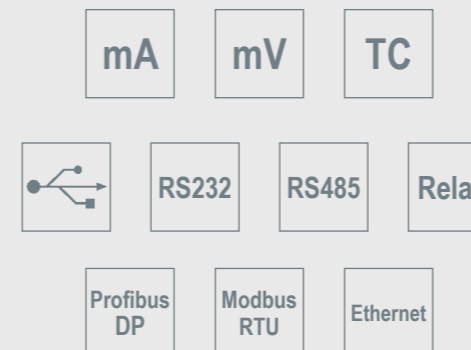 mA mV TC
RS232 RS485 Rela
Profibus Modbus Ethernet
DP RTU